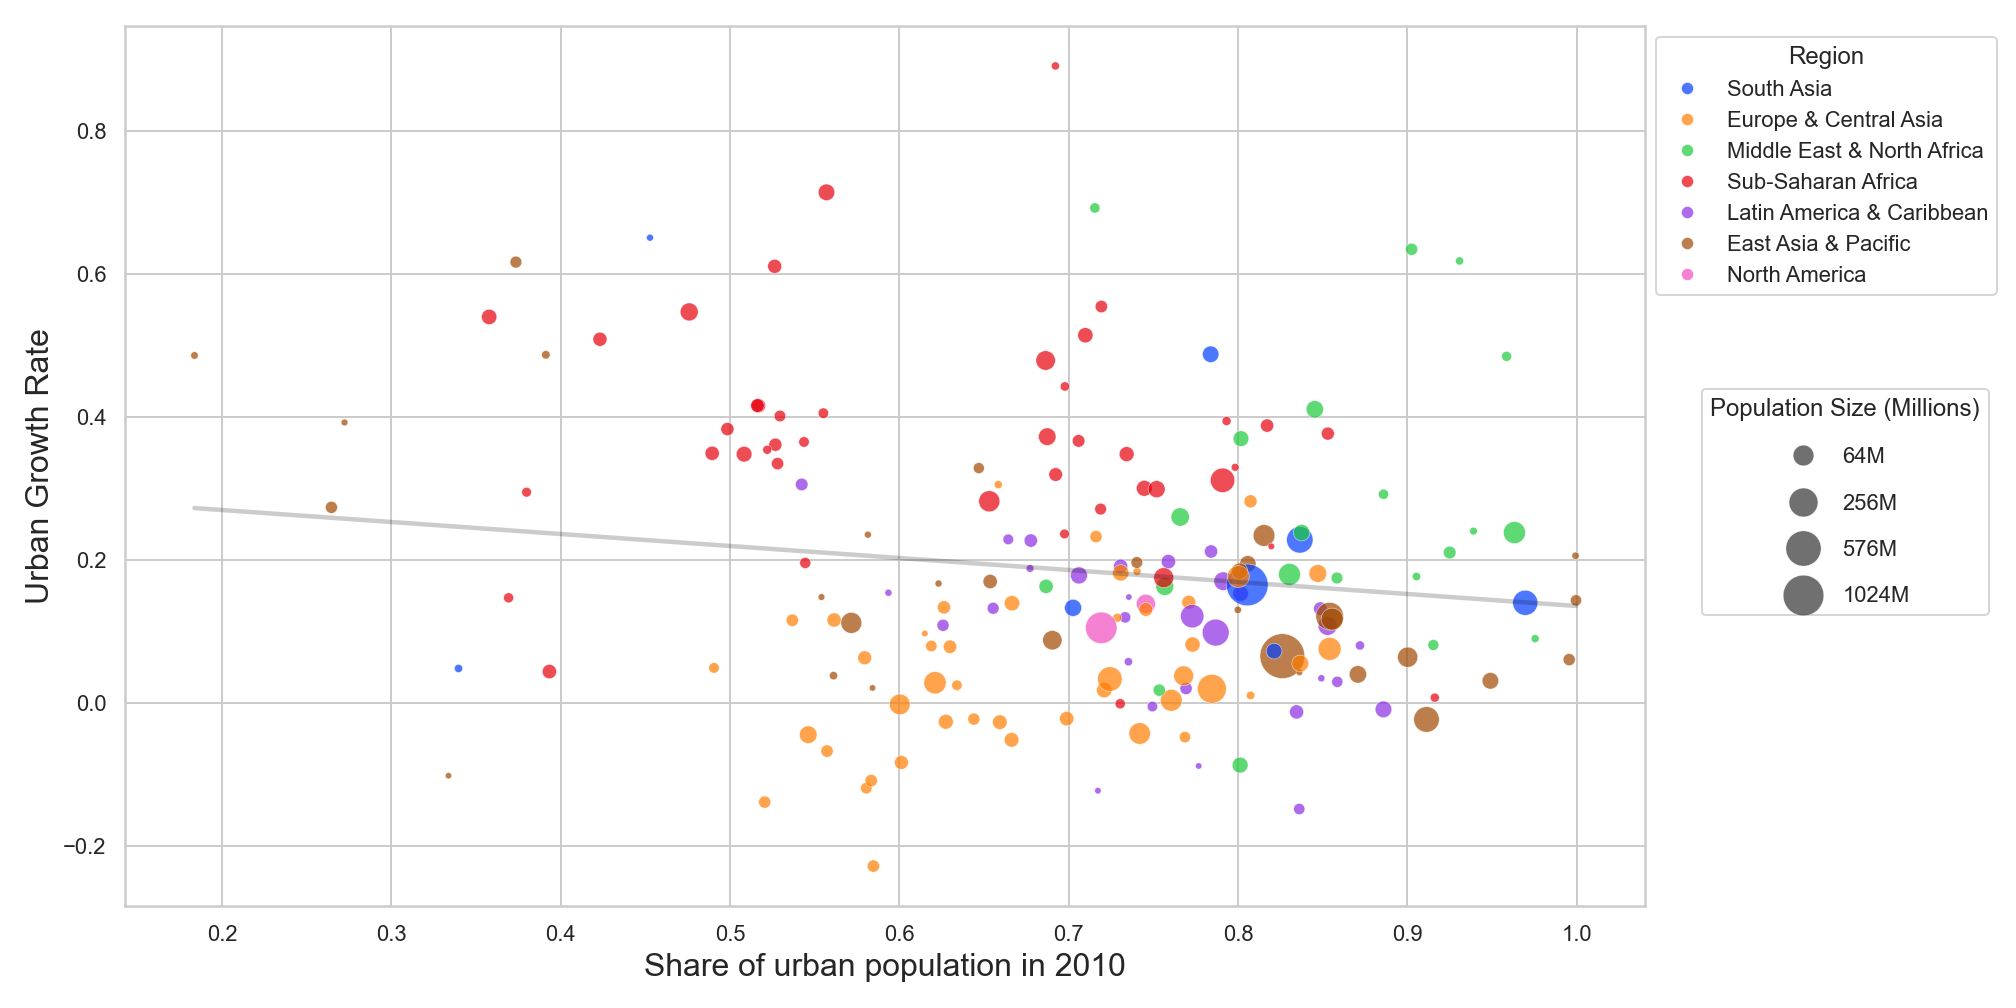 Region
South Asia
Europe & Central Asia
Middle East & North Africa
Sub-Saharan Africa
Latin America & Caribbean
East Asia & Pacific
North America
Population Size (Millions)
64M
256M
576M
1024M
Urban Growth Rate
0.8
0.6
0.4
0.2
0.0
−0.2
0.2 0.3 0.4 0.5 0.6 0.7 0.8 0.9 1.0
Share of urban population in 2010